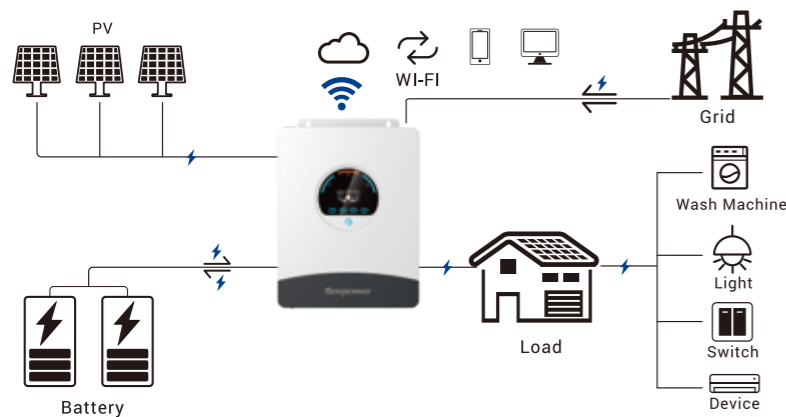 PV
WI-FI
Grid
Wash Machine
Light
Load
Switch
Device
Battery